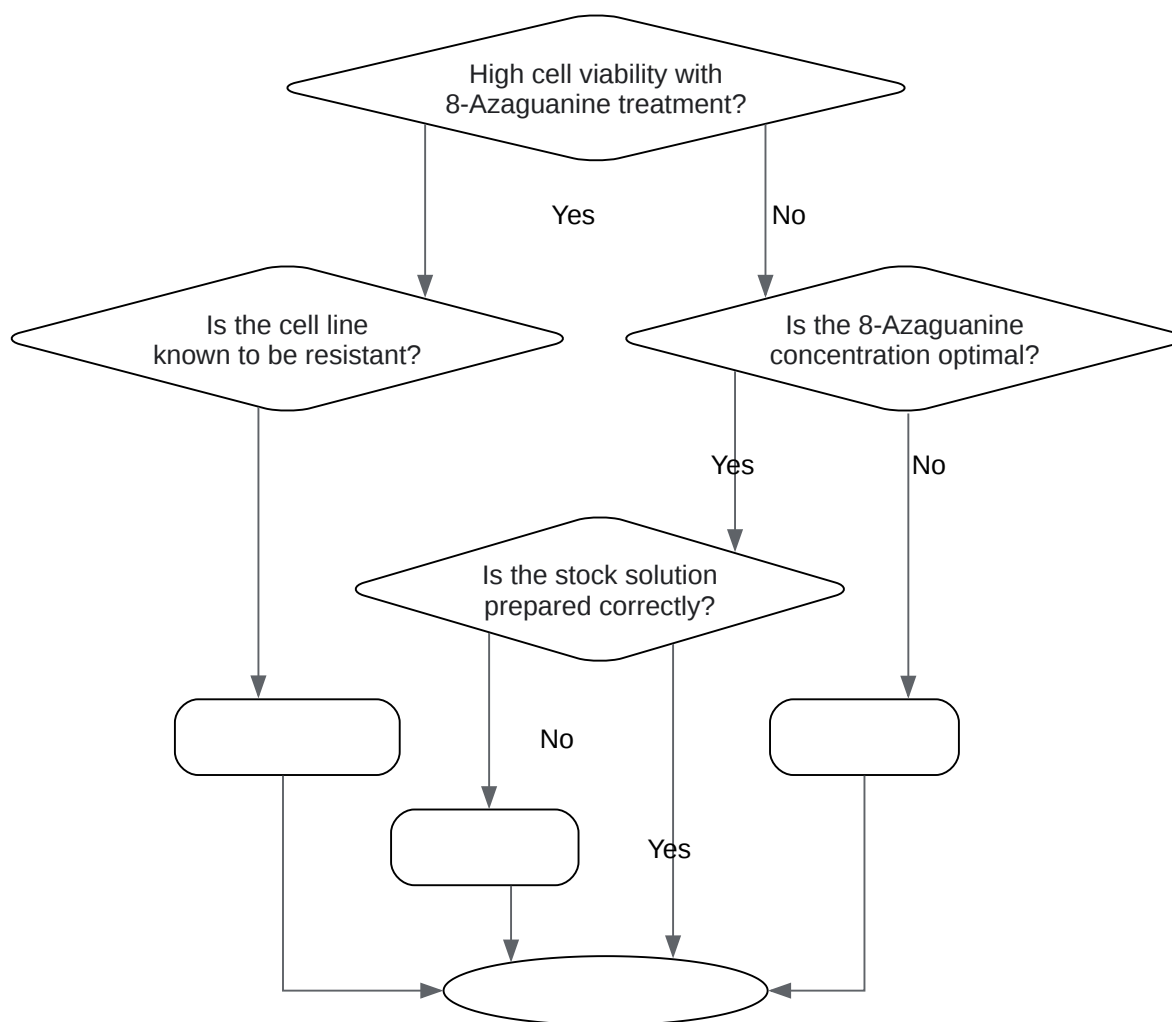 High cell viability with
8-Azaguanine treatment?
Yes
No
Is the cell line
known to be resistant?
Is the 8-Azaguanine
concentration optimal?
Yes
No
Is the stock solution
prepared correctly?
No
Yes